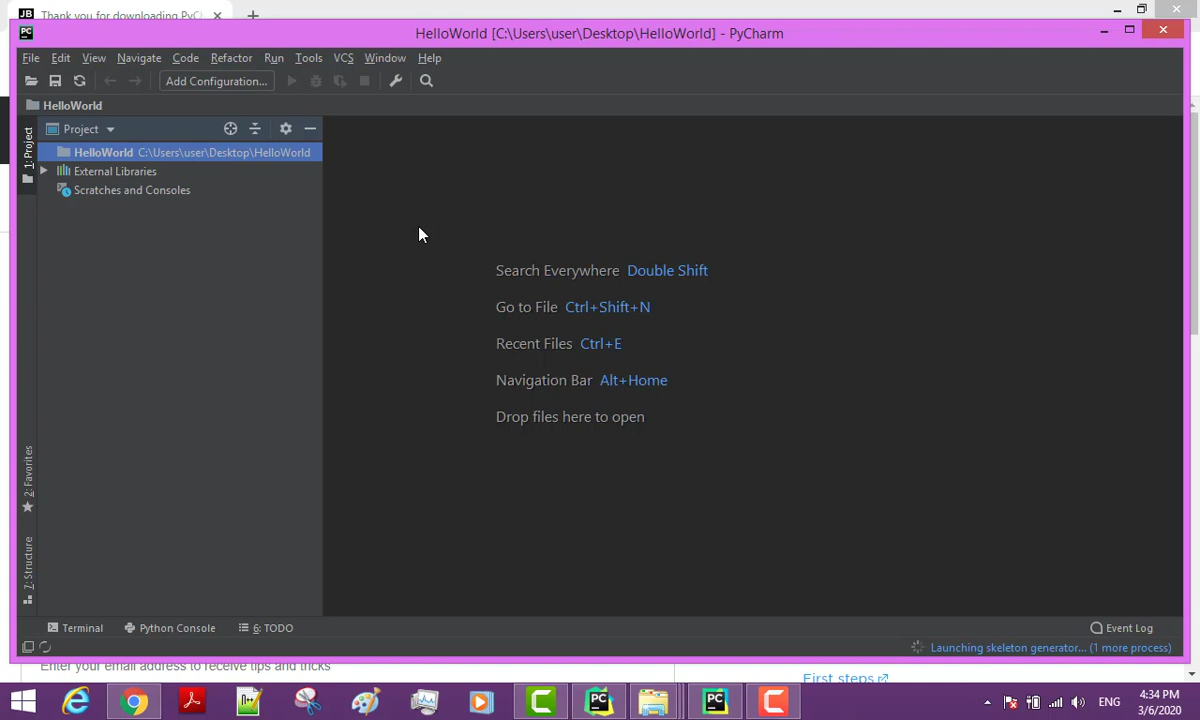 JB Thank you for downloading PyC
PC HelloWorld [C:\Users\user\Desktop\HelloWorld] - PyCharm
File Edit View Navigate Code Refactor Run Tools VCS Window Help
Add Configuration...
HelloWorld
1: Project
Project
HelloWorld C:\Users\user\Desktop\HelloWorld
External Libraries
Scratches and Consoles
Search Everywhere Double Shift
Go to File Ctrl+Shift+N
Recent Files Ctrl+E
Navigation Bar Alt+Home
Drop files here to open
2: Favorites
7: Structure
Terminal Python Console 6: TODO Event Log
Launching skeleton generator... (1 more process)
Enter your email address to receive tips and tricks
First steps
n++ C PC PC C ENG
4:34 PM
3/6/2020